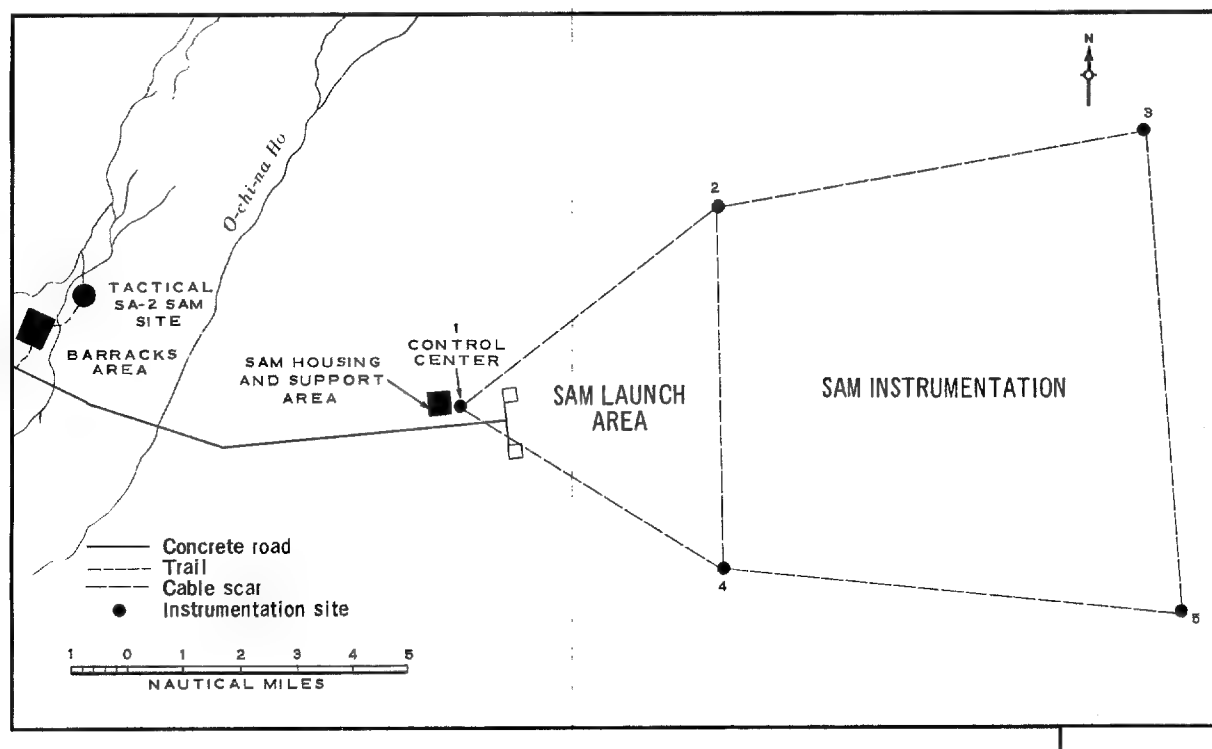 N
3
2
O-chi-na Ho
TACTICAL
SA-2 SAM
SITE
BARRACKS
AREA
1
CONTROL
CENTER
SAM HOUSING
AND SUPPORT
AREA
SAM LAUNCH
AREA
SAM INSTRUMENTATION
4
5
Concrete road
Trail
Cable scar
Instrumentation site
1 0 1 2 3 4 5
NAUTICAL MILES